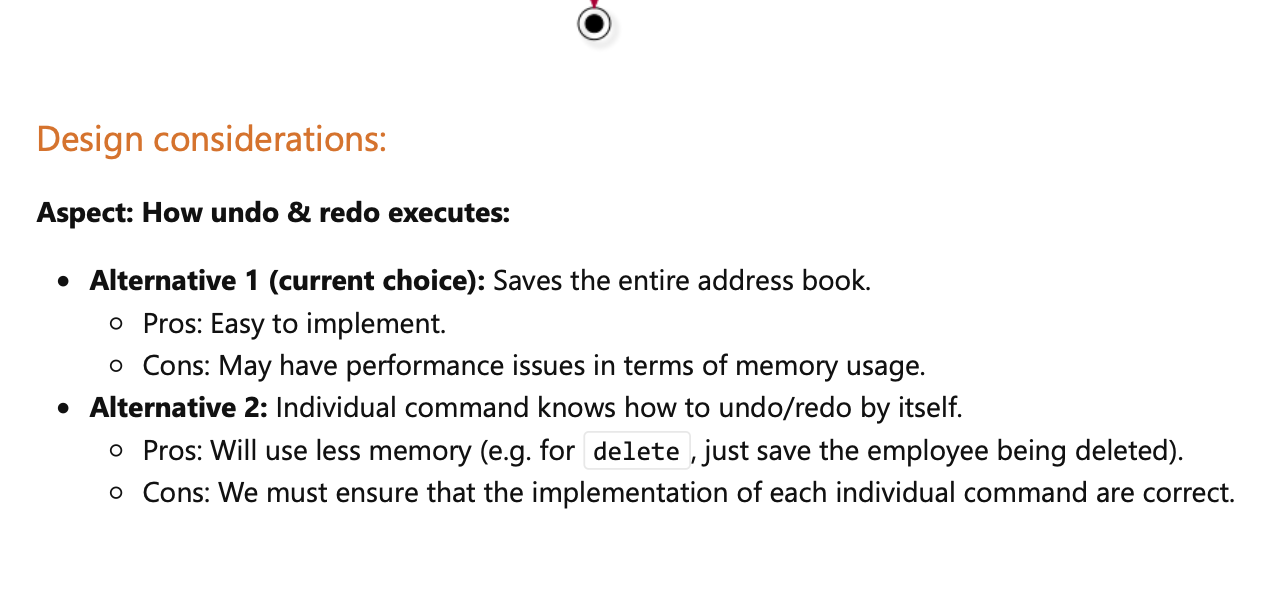 Design considerations:
Aspect: How undo & redo executes:
Alternative 1 (current choice): Saves the entire address book.
Pros: Easy to implement.
Cons: May have performance issues in terms of memory usage.
Alternative 2: Individual command knows how to undo/redo by itself.
Pros: Will use less memory (e.g. for delete, just save the employee being deleted).
Cons: We must ensure that the implementation of each individual command are correct.